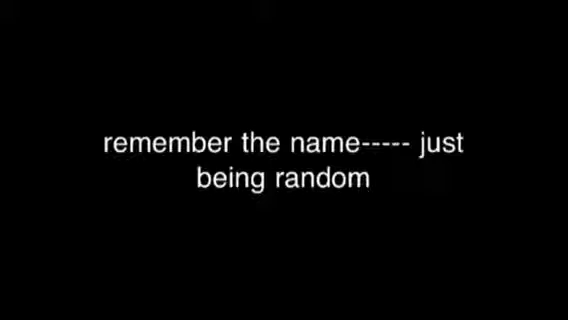 remember the name----- just
being random